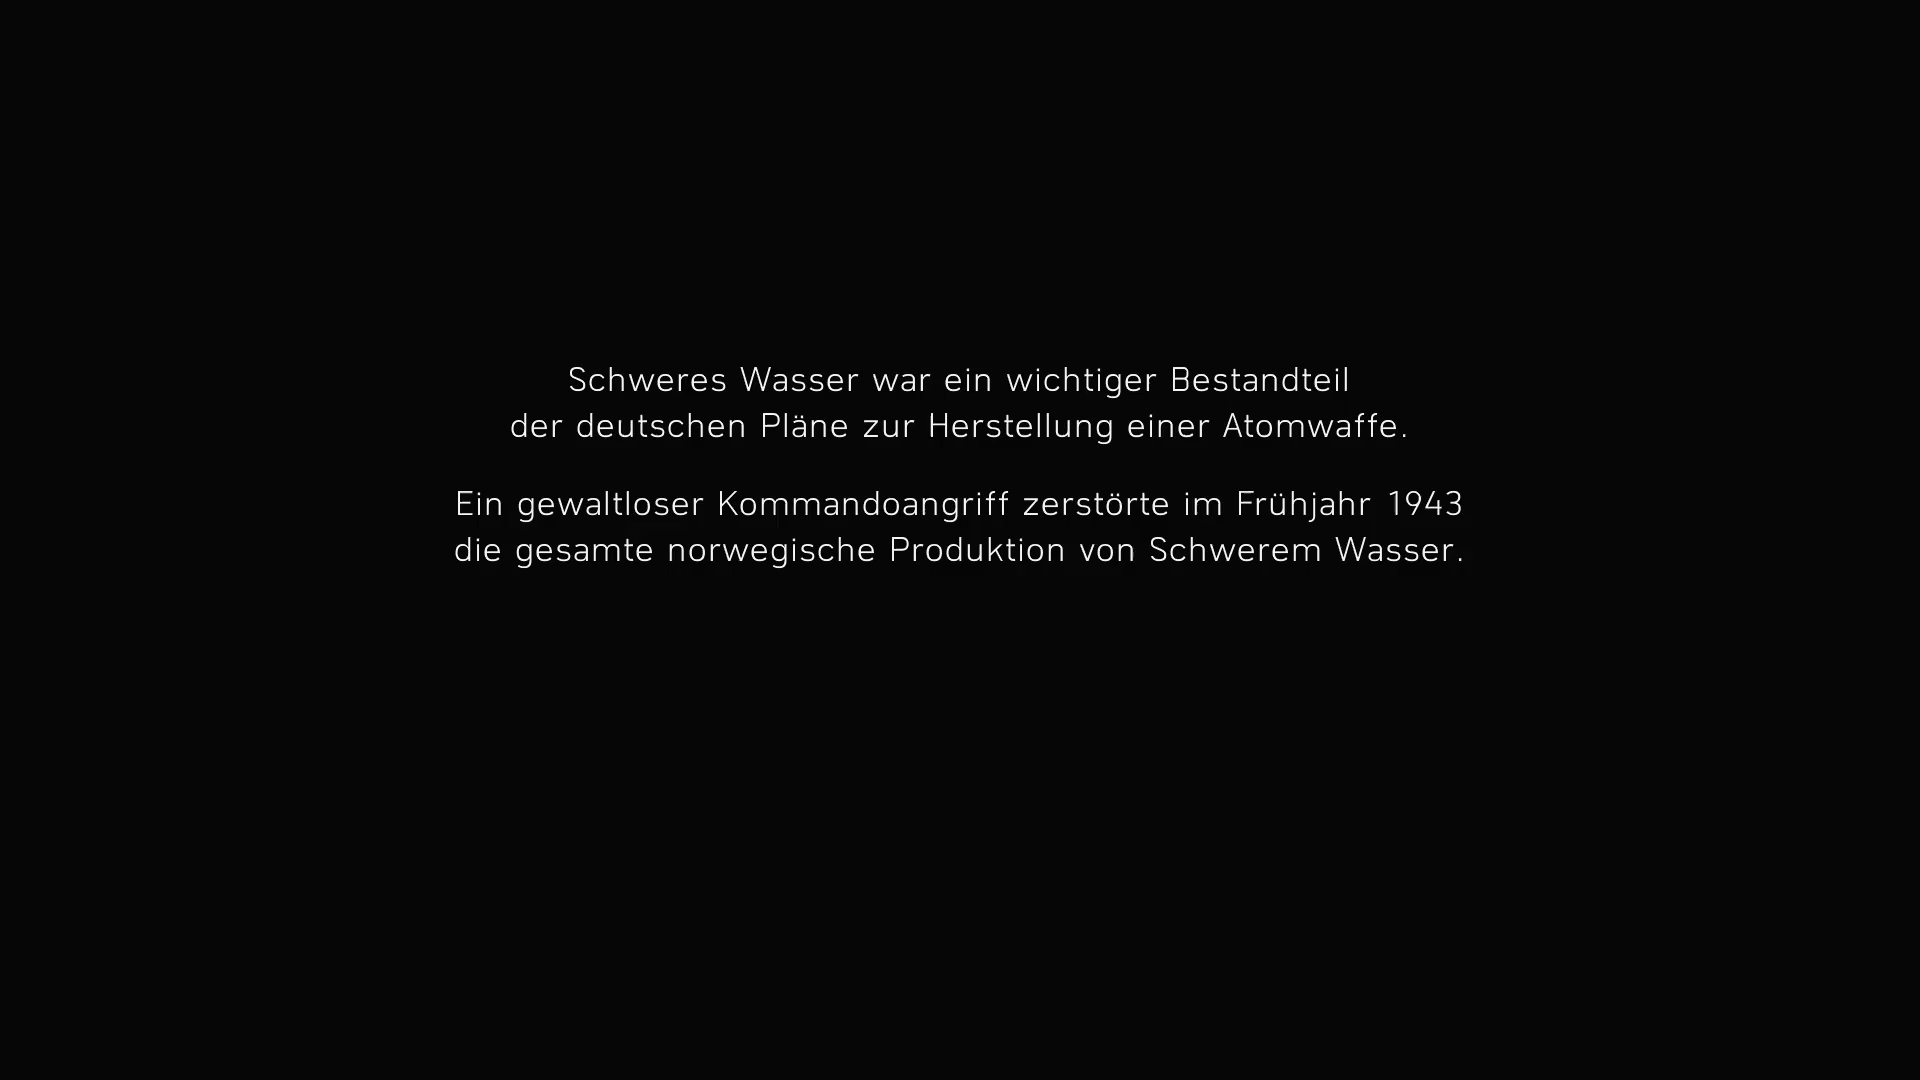 Schweres Wasser war ein wichtiger Bestandteil
der deutschen Pläne zur Herstellung einer Atomwaffe.
Ein gewaltloser Kommandoangriff zerstörte im Frühjahr 1943
die gesamte norwegische Produktion von Schwerem Wasser.